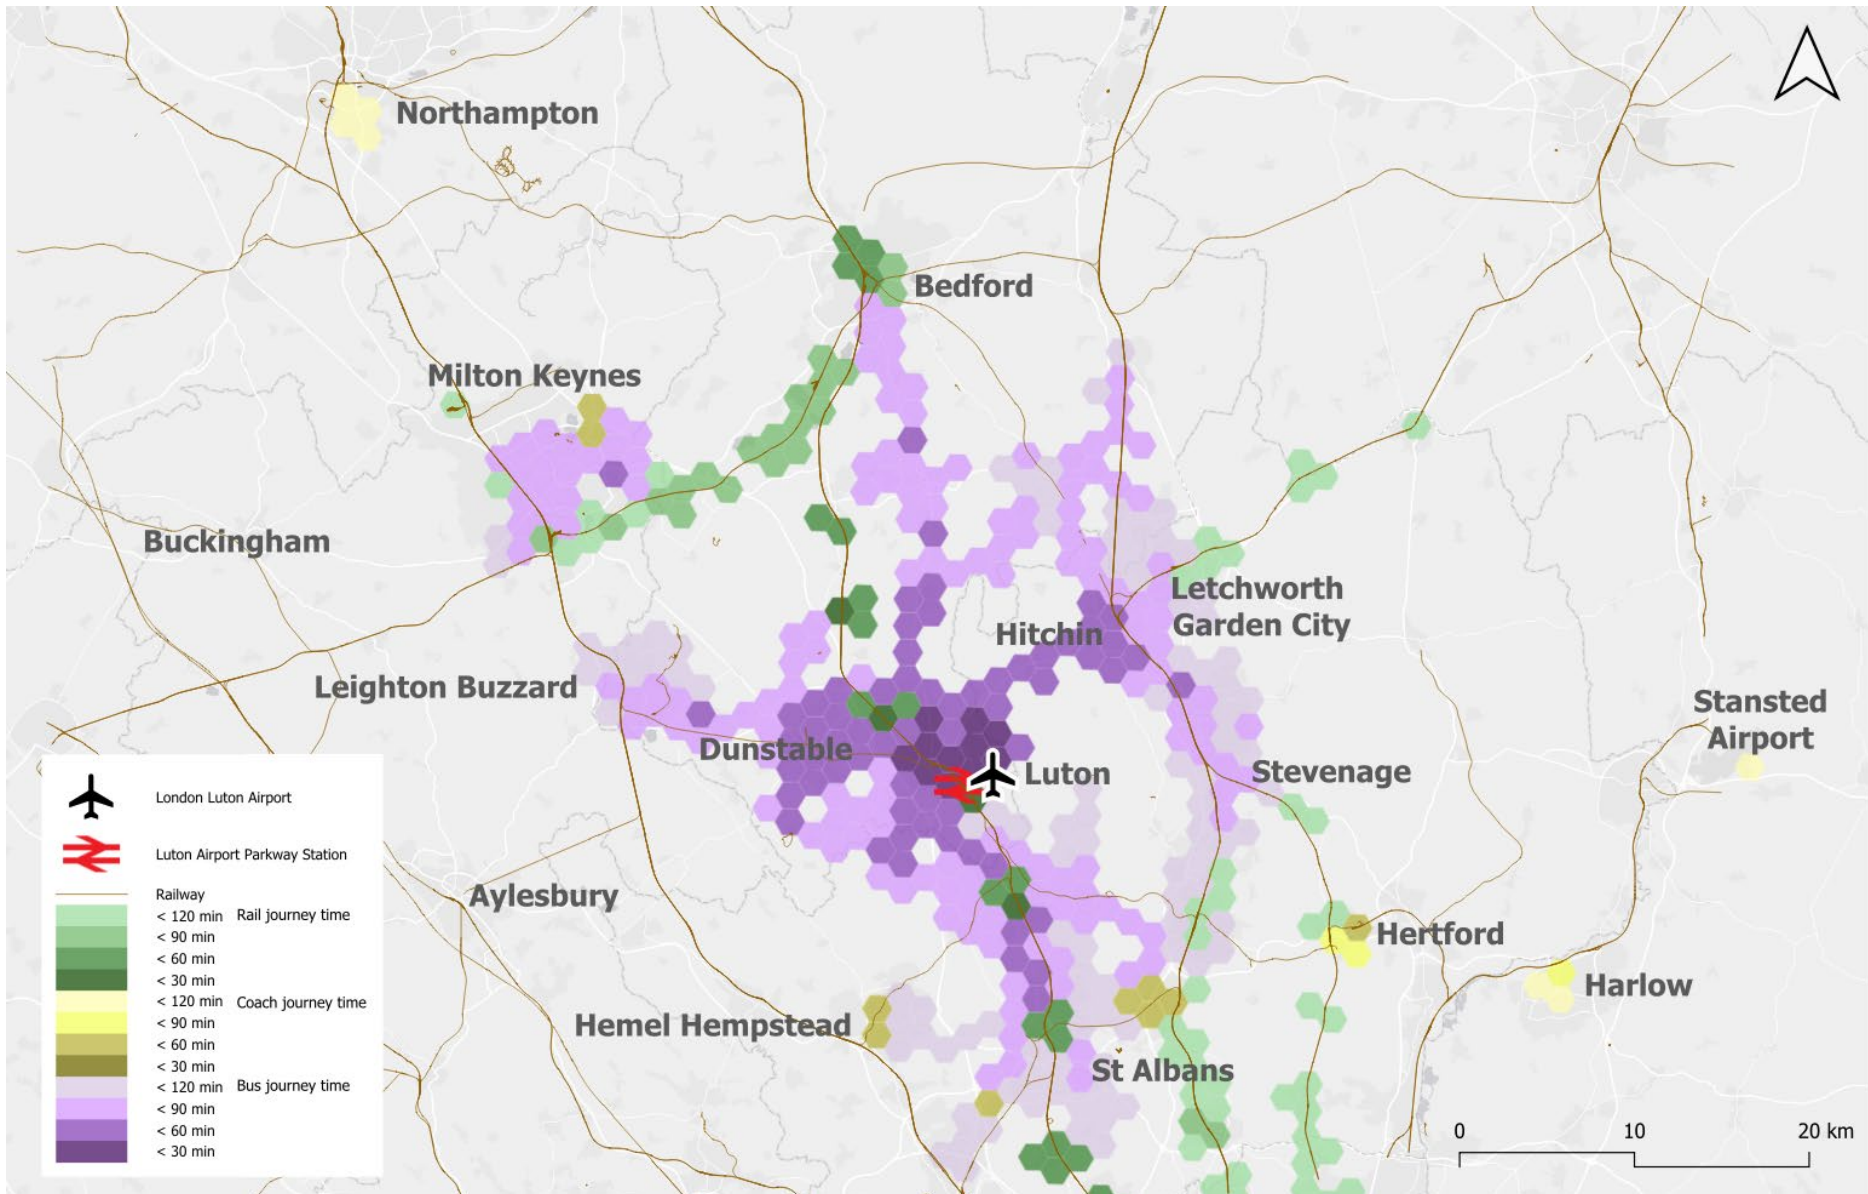 Northampton
Bedford
Milton Keynes
Buckingham
Letchworth
Garden City
Hitchin
Leighton Buzzard
Stansted
Airport
Dunstable
Luton
Stevenage
Aylesbury
Hertford
Harlow
Hemel Hempstead
St Albans
London Luton Airport
Luton Airport Parkway Station
Railway
< 120 min Rail journey time
< 90 min
< 60 min
< 30 min
< 120 min Coach journey time
< 90 min
< 60 min
< 30 min
< 120 min Bus journey time
< 90 min
< 60 min
< 30 min
0 10 20 km